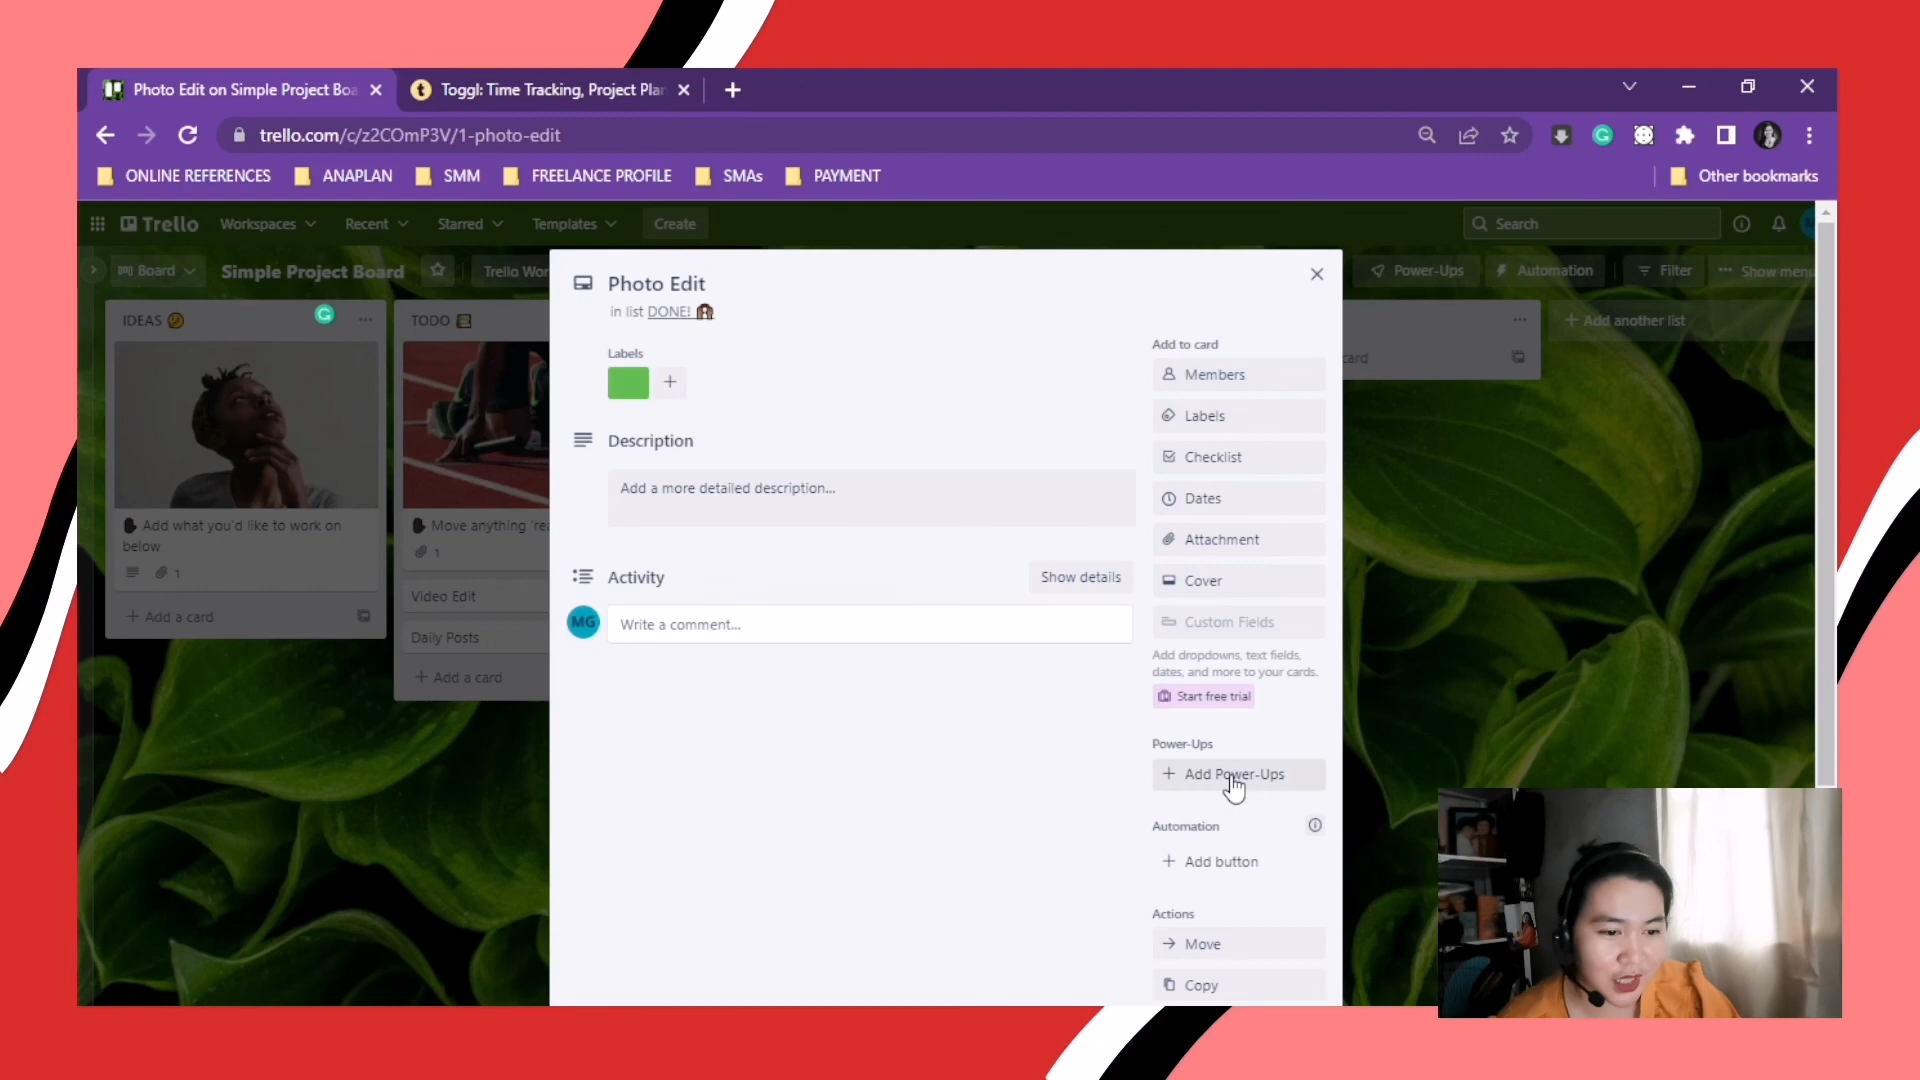 Photo Edit on Simple Project Boa
Toggl: Time Tracking, Project Plan
trello.com/c/z2COmP3V/1-photo-edit
ONLINE REFERENCES
ANAPLAN
SMM
FREELANCE PROFILE
SMAs
PAYMENT
Other bookmarks
Trello
Workspaces
Recent
Starred
Templates
Create
Search
Board
Simple Project Board
Trello Wor
Power-Ups
Automation
Filter
Show menu
IDEAS
Add what you'd like to work on
below
1
+ Add a card
TODO
Move anything 'rea
1
Video Edit
Daily Posts
+ Add a card
card
+ Add another list
Photo Edit
in list DONE!
Labels
+
Description
Add a more detailed description...
Activity
Show details
MG
Write a comment...
Add to card
Members
Labels
Checklist
Dates
Attachment
Cover
Custom Fields
Add dropdowns, text fields,
dates, and more to your cards.
Start free trial
Power-Ups
+ Add Power-Ups
Automation
+ Add button
Actions
Move
Copy